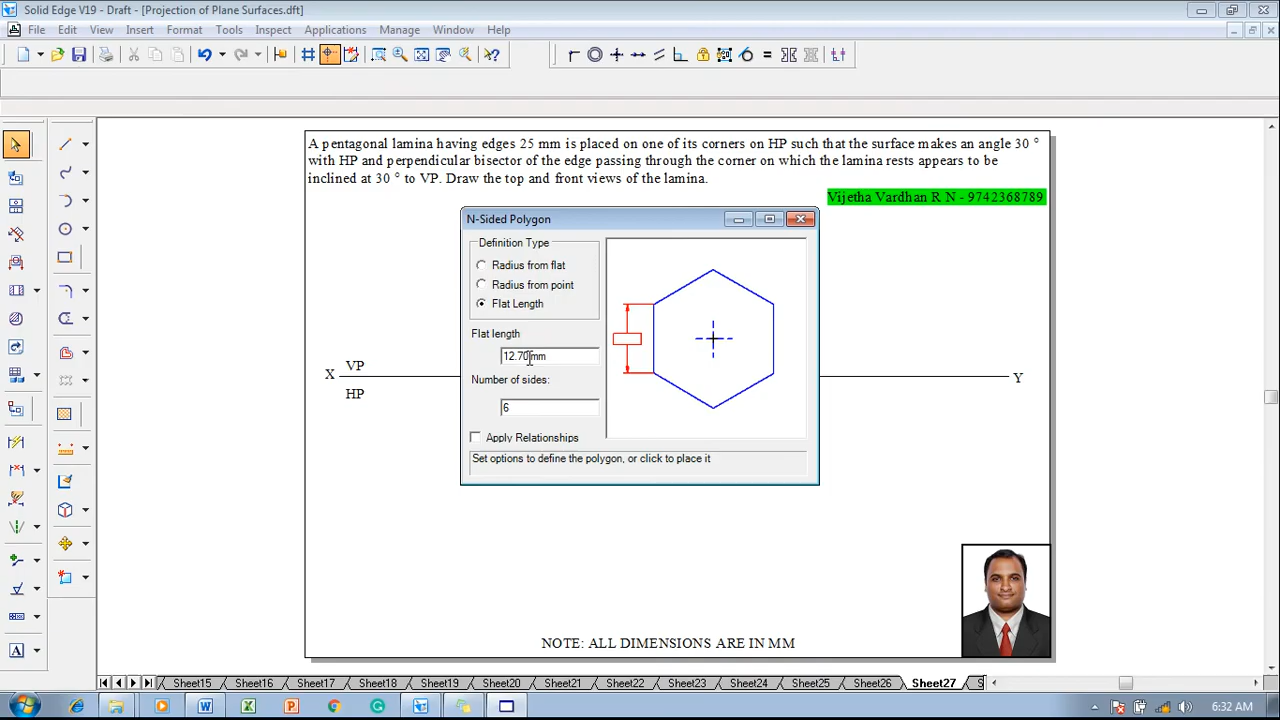 Solid Edge V19 - Draft - [Projection of Plane Surfaces.dft]
File Edit View Insert Format Tools Inspect Applications Manage Window Help
A pentagonal lamina having edges 25 mm is placed on one of its corners on HP such that the surface makes an angle 30 °
with HP and perpendicular bisector of the edge passing through the corner on which the lamina rests appears to be
inclined at 30 ° to VP. Draw the top and front views of the lamina.
Vijetha Vardhan R N - 9742368789
N-Sided Polygon
Definition Type
Radius from flat
Radius from point
Flat Length
Flat length
12.70 mm
Number of sides:
6
Apply Relationships
Set options to define the polygon, or click to place it
X VP
HP
Y
NOTE: ALL DIMENSIONS ARE IN MM
Sheet15 Sheet16 Sheet17 Sheet18 Sheet19 Sheet20 Sheet21 Sheet22 Sheet23 Sheet24 Sheet25 Sheet26 Sheet27 S
6:32 AM